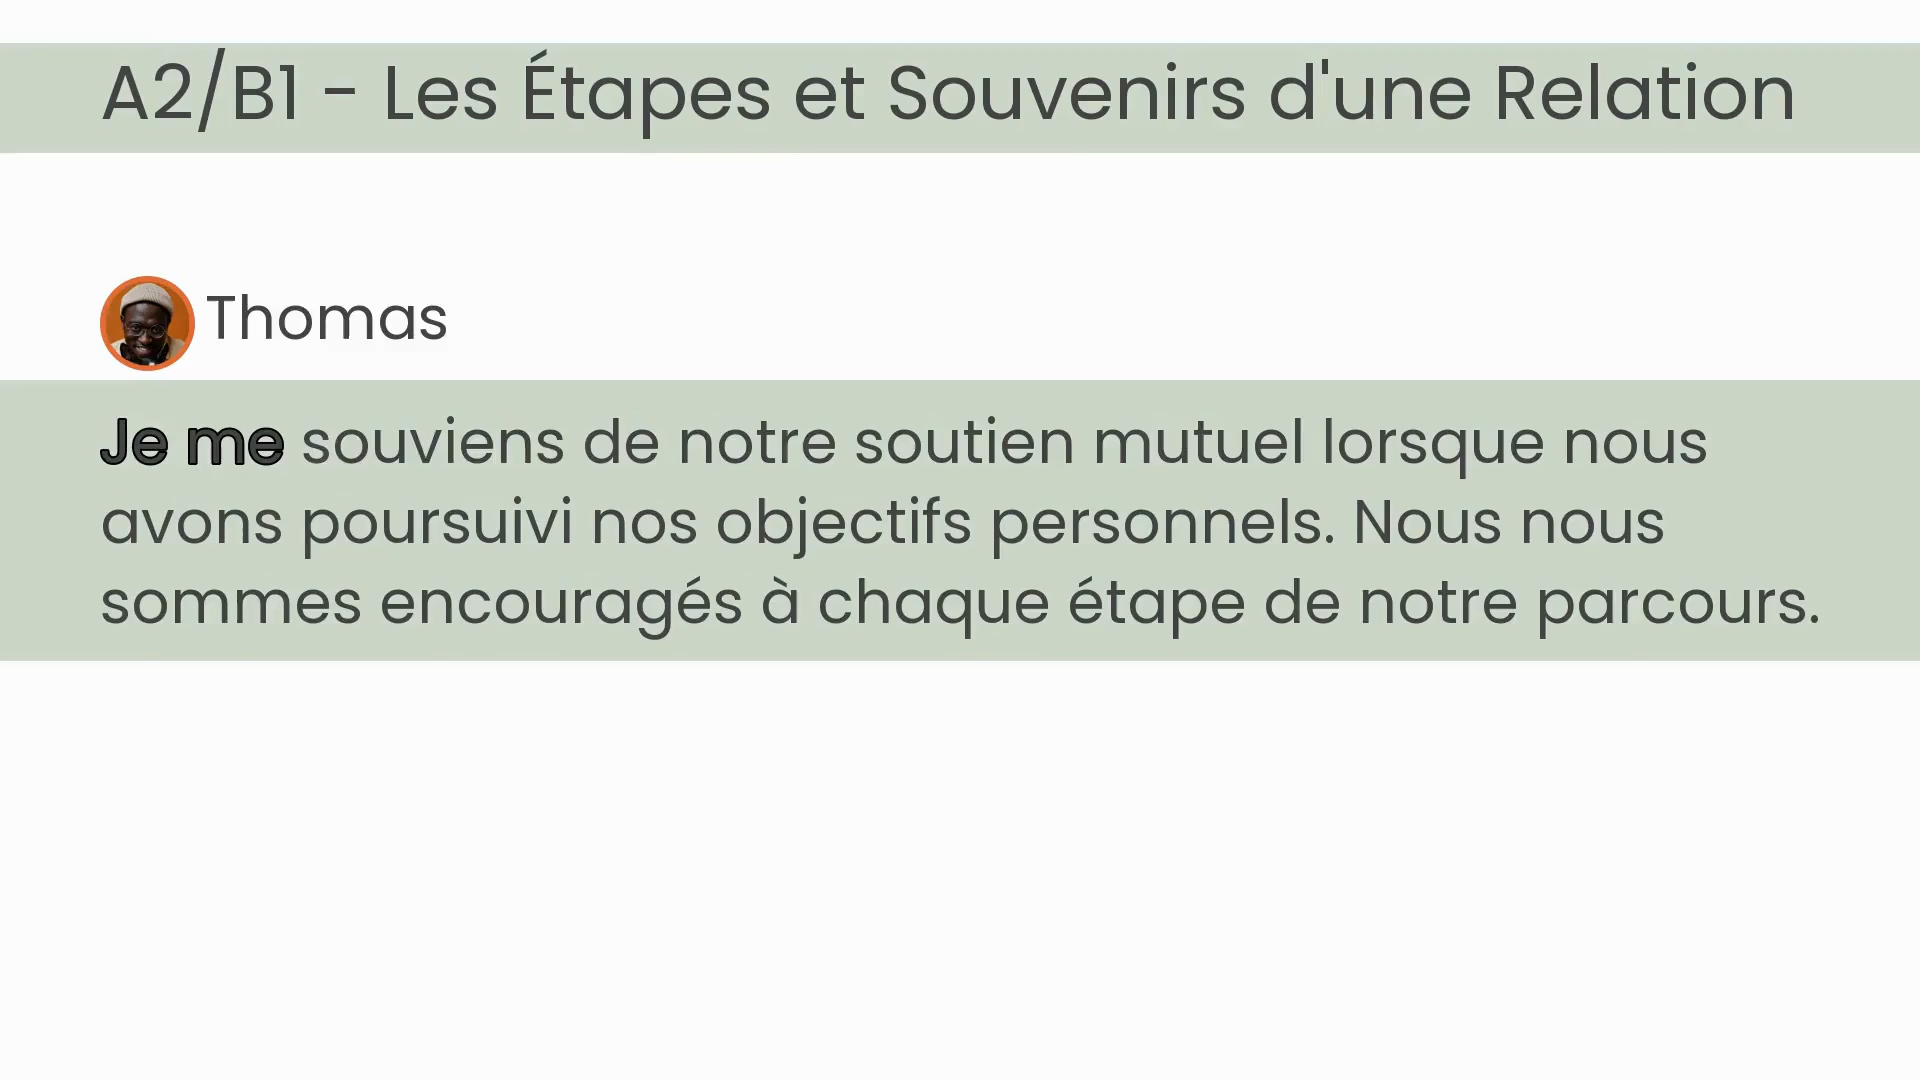 A2/B1 - Les Étapes et Souvenirs d'une Relation
Thomas
Je me souviens de notre soutien mutuel lorsque nous
avons poursuivi nos objectifs personnels. Nous nous
sommes encouragés à chaque étape de notre parcours.